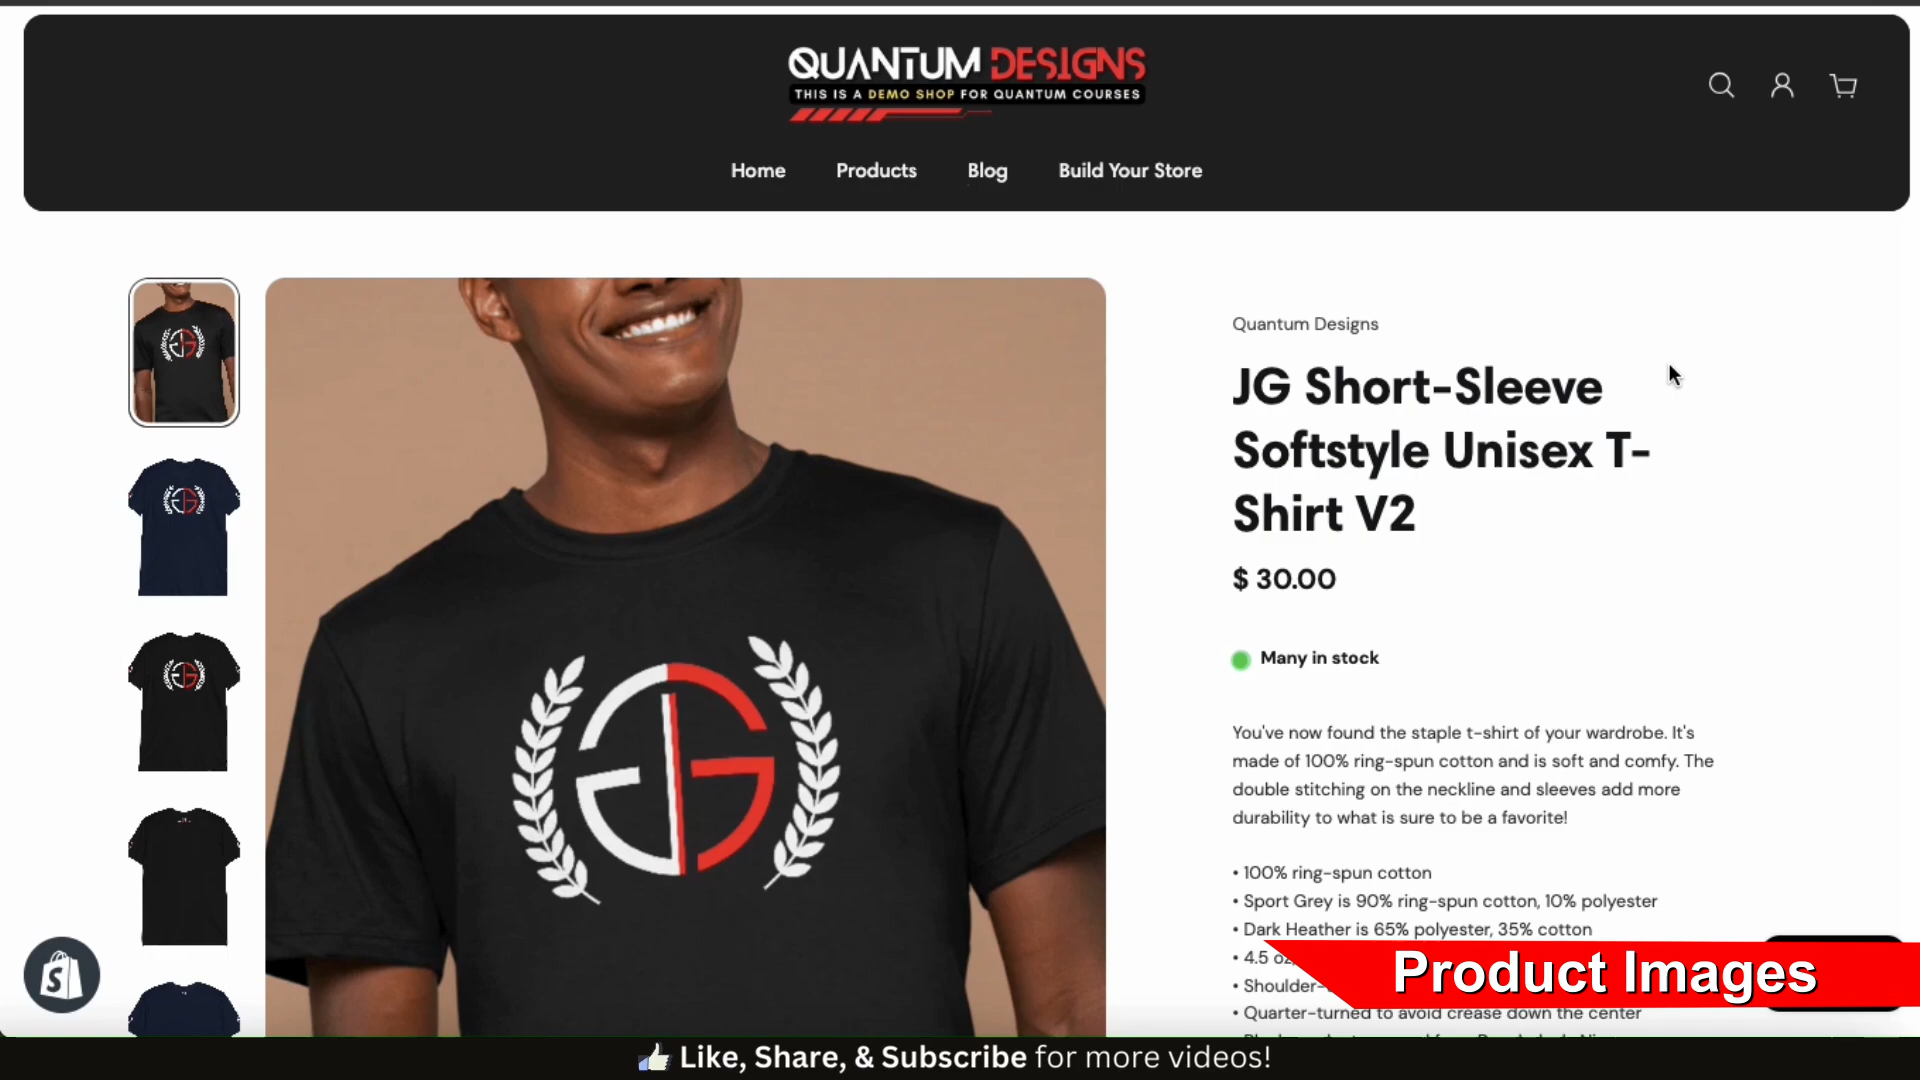 QUANTUM DESIGNS
THIS IS A DEMO SHOP FOR QUANTUM COURSES
Home Products Blog Build Your Store
Quantum Designs
JG Short-Sleeve
Softstyle Unisex T-
Shirt V2
$ 30.00
Many in stock
You've now found the staple t-shirt of your wardrobe. It's
made of 100% ring-spun cotton and is soft and comfy. The
double stitching on the neckline and sleeves add more
durability to what is sure to be a favorite!
• 100% ring-spun cotton
• Sport Grey is 90% ring-spun cotton, 10% polyester
• Dark Heather is 65% polyester, 35% cotton
• 4.5 oz
• Shoulder-
• Quarter-turned to avoid crease down the center
Product Images
Like, Share, & Subscribe for more videos!